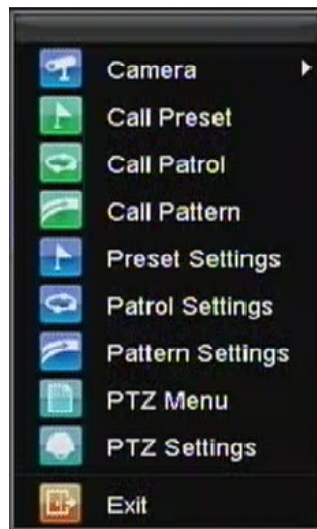 Camera
Call Preset
Call Patrol
Call Pattern
Preset Settings
Patrol Settings
Pattern Settings
PTZ Menu
PTZ Settings
Exit